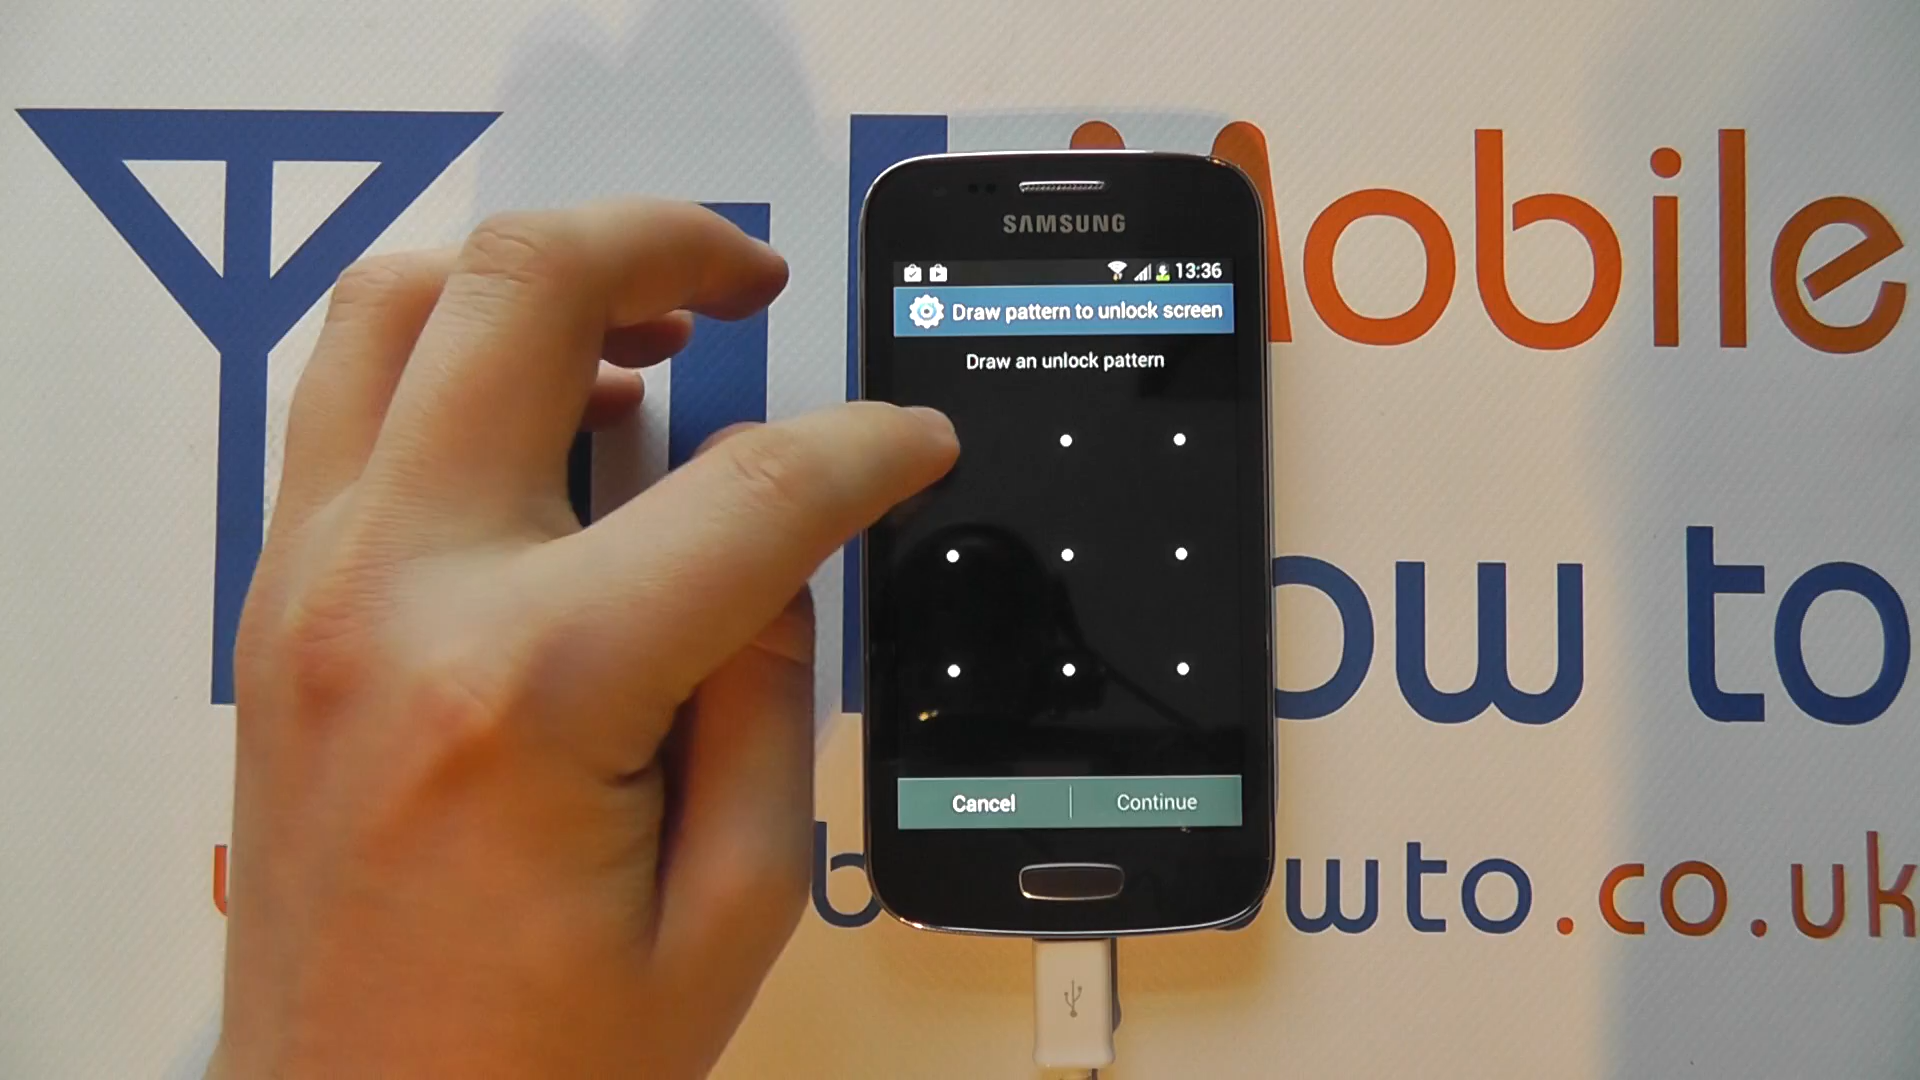 Mobile
SAMSUNG
13:36
Draw pattern to unlock screen
Draw an unlock pattern
ow to
Cancel
Continue
wto.co.uk